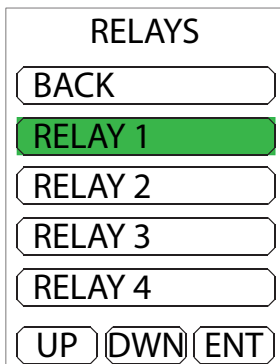 RELAYS
BACK
RELAY 1
RELAY 2
RELAY 3
RELAY 4
UP DWN ENT